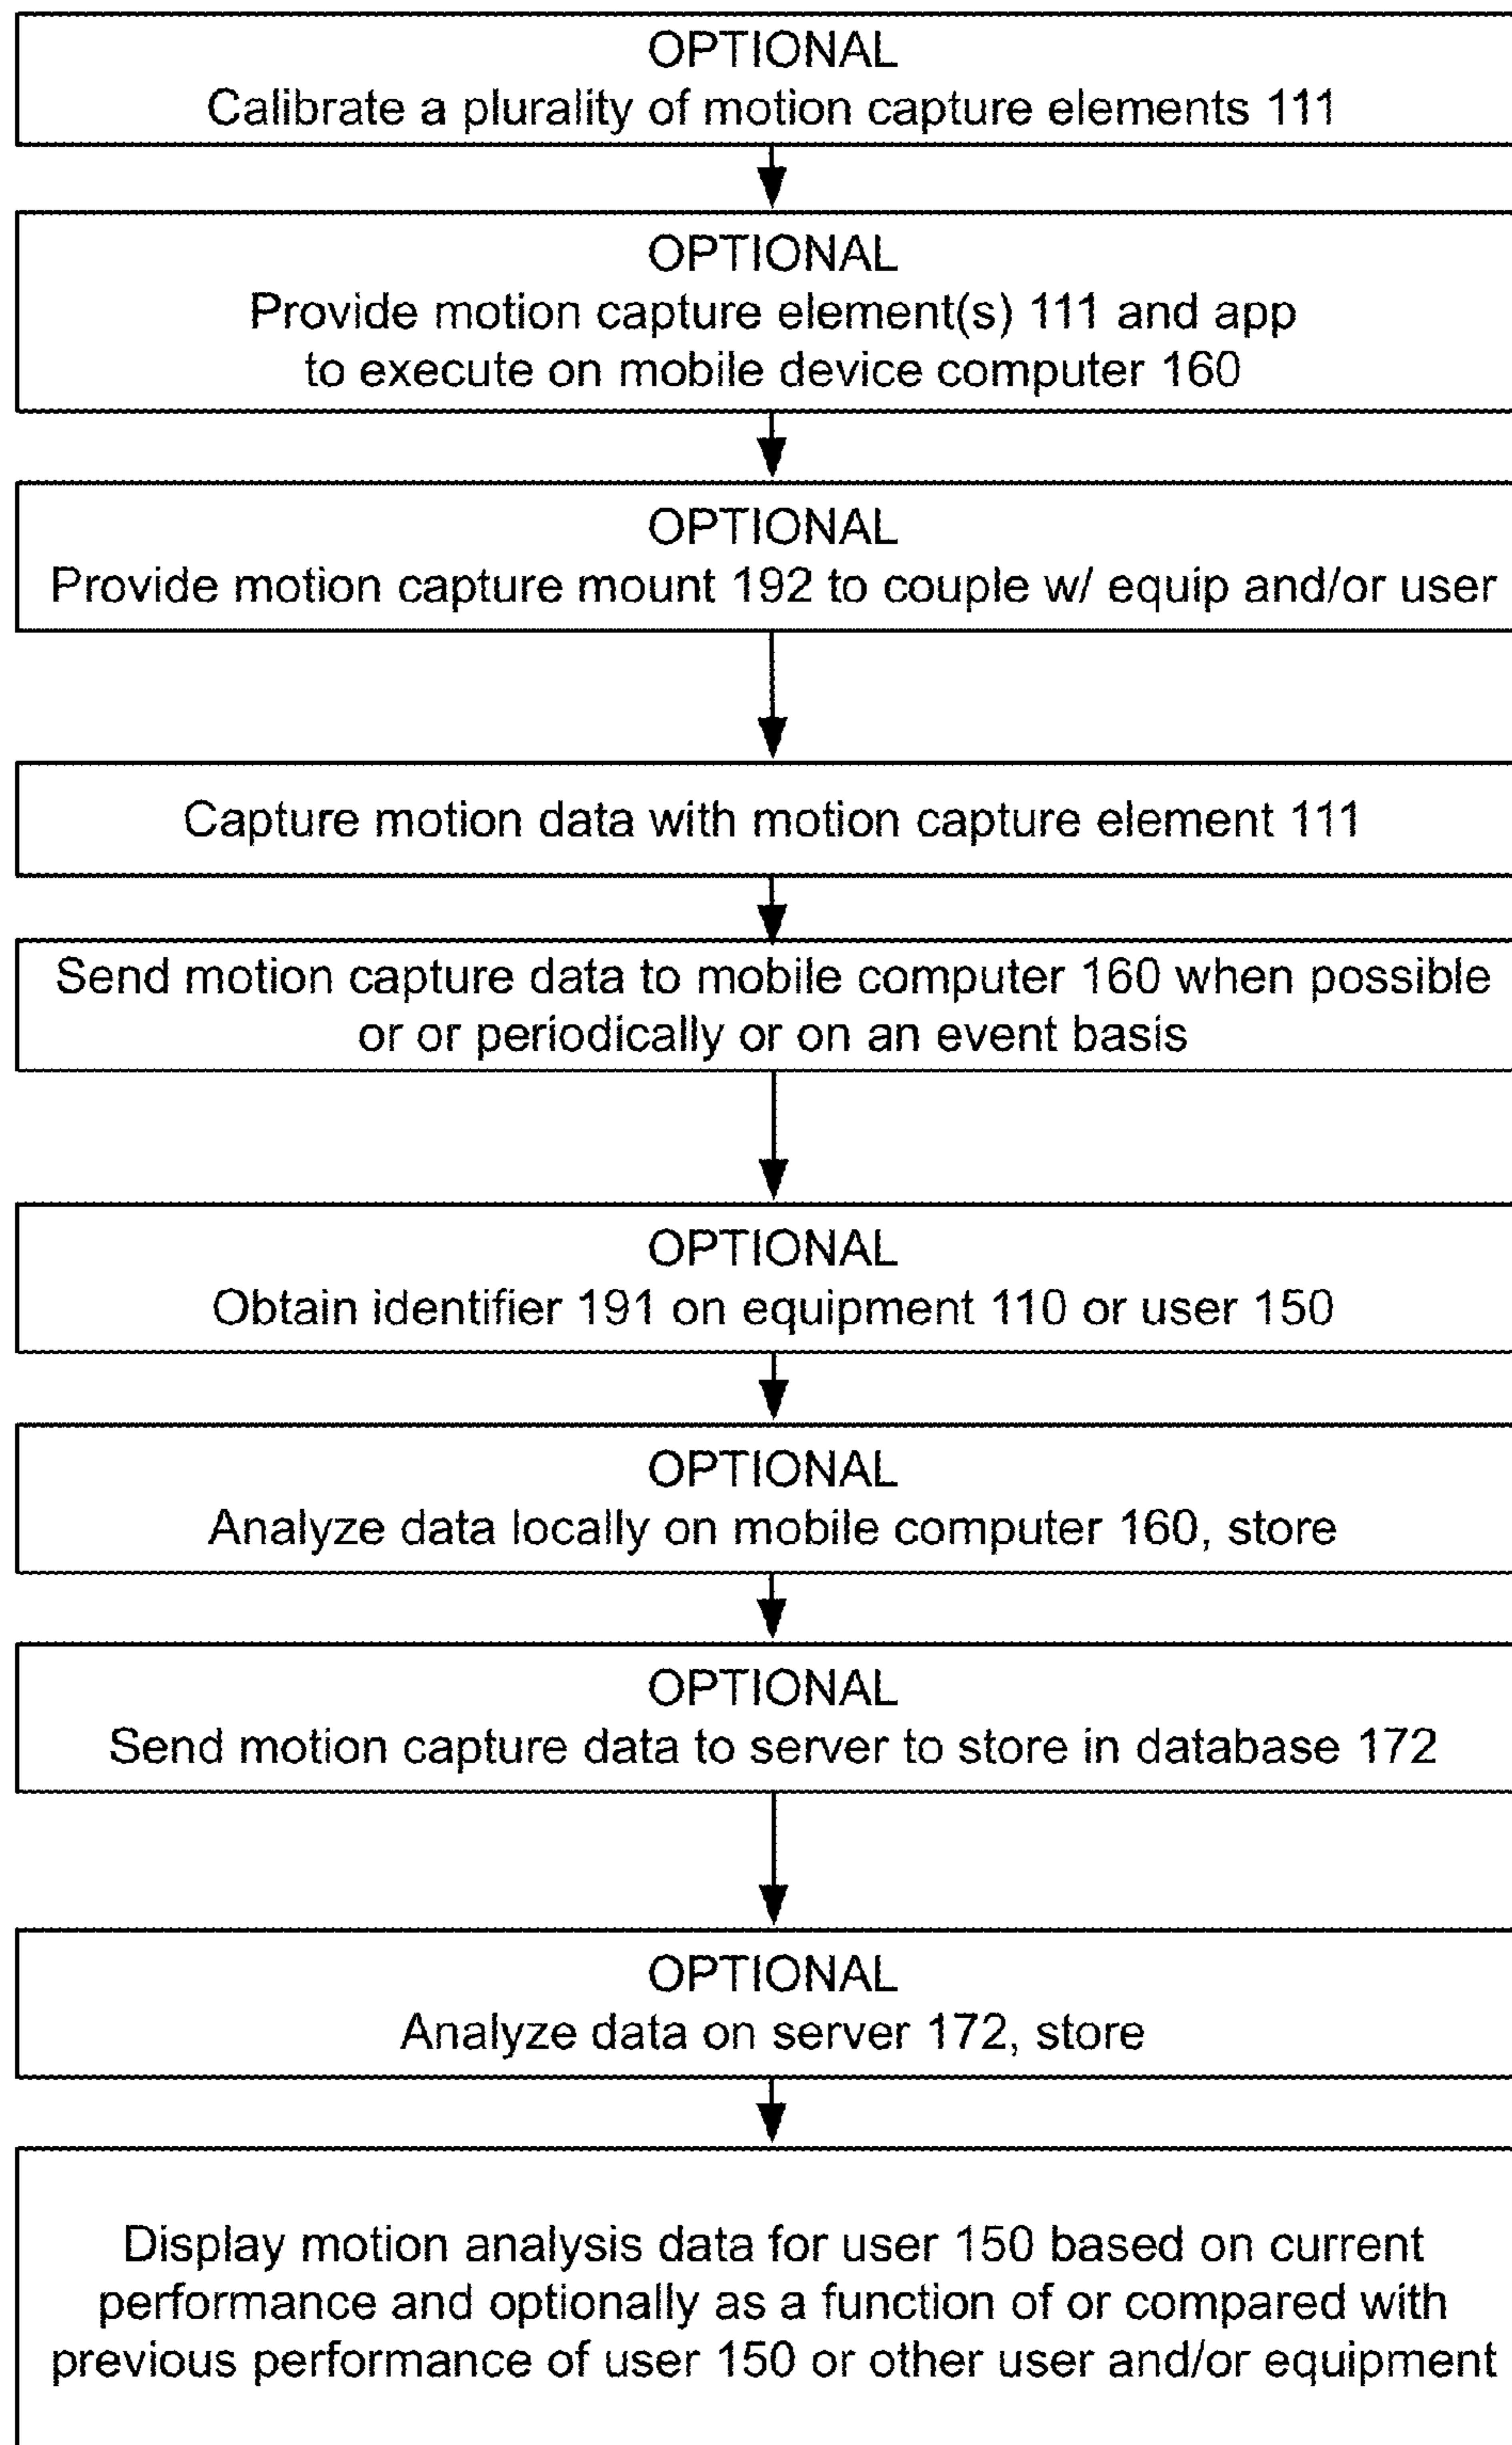 OPTIONAL
Calibrate a plurality of motion capture elements 111
OPTIONAL
Provide motion capture element(s) 111 and app
to execute on mobile device computer 160
OPTIONAL
Provide motion capture mount 192 to couple w/ equip and/or user
Capture motion data with motion capture element 111
Send motion capture data to mobile computer 160 when possible
or or periodically or on an event basis
OPTIONAL
Obtain identifier 191 on equipment 110 or user 150
OPTIONAL
Analyze data locally on mobile computer 160, store
OPTIONAL
Send motion capture data to server to store in database 172
OPTIONAL
Analyze data on server 172, store
Display motion analysis data for user 150 based on current
performance and optionally as a function of or compared with
previous performance of user 150 or other user and/or equipment